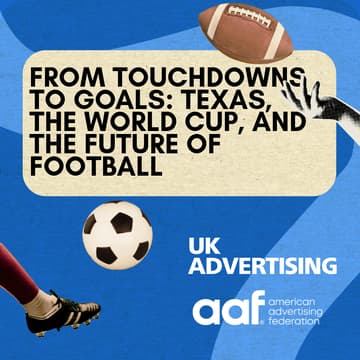 FROM TOUCHDOWNS
TO GOALS: TEXAS,
THE WORLD CUP, AND
THE FUTURE OF
FOOTBALL
UK
ADVERTISING
aaf
american
advertising
federation